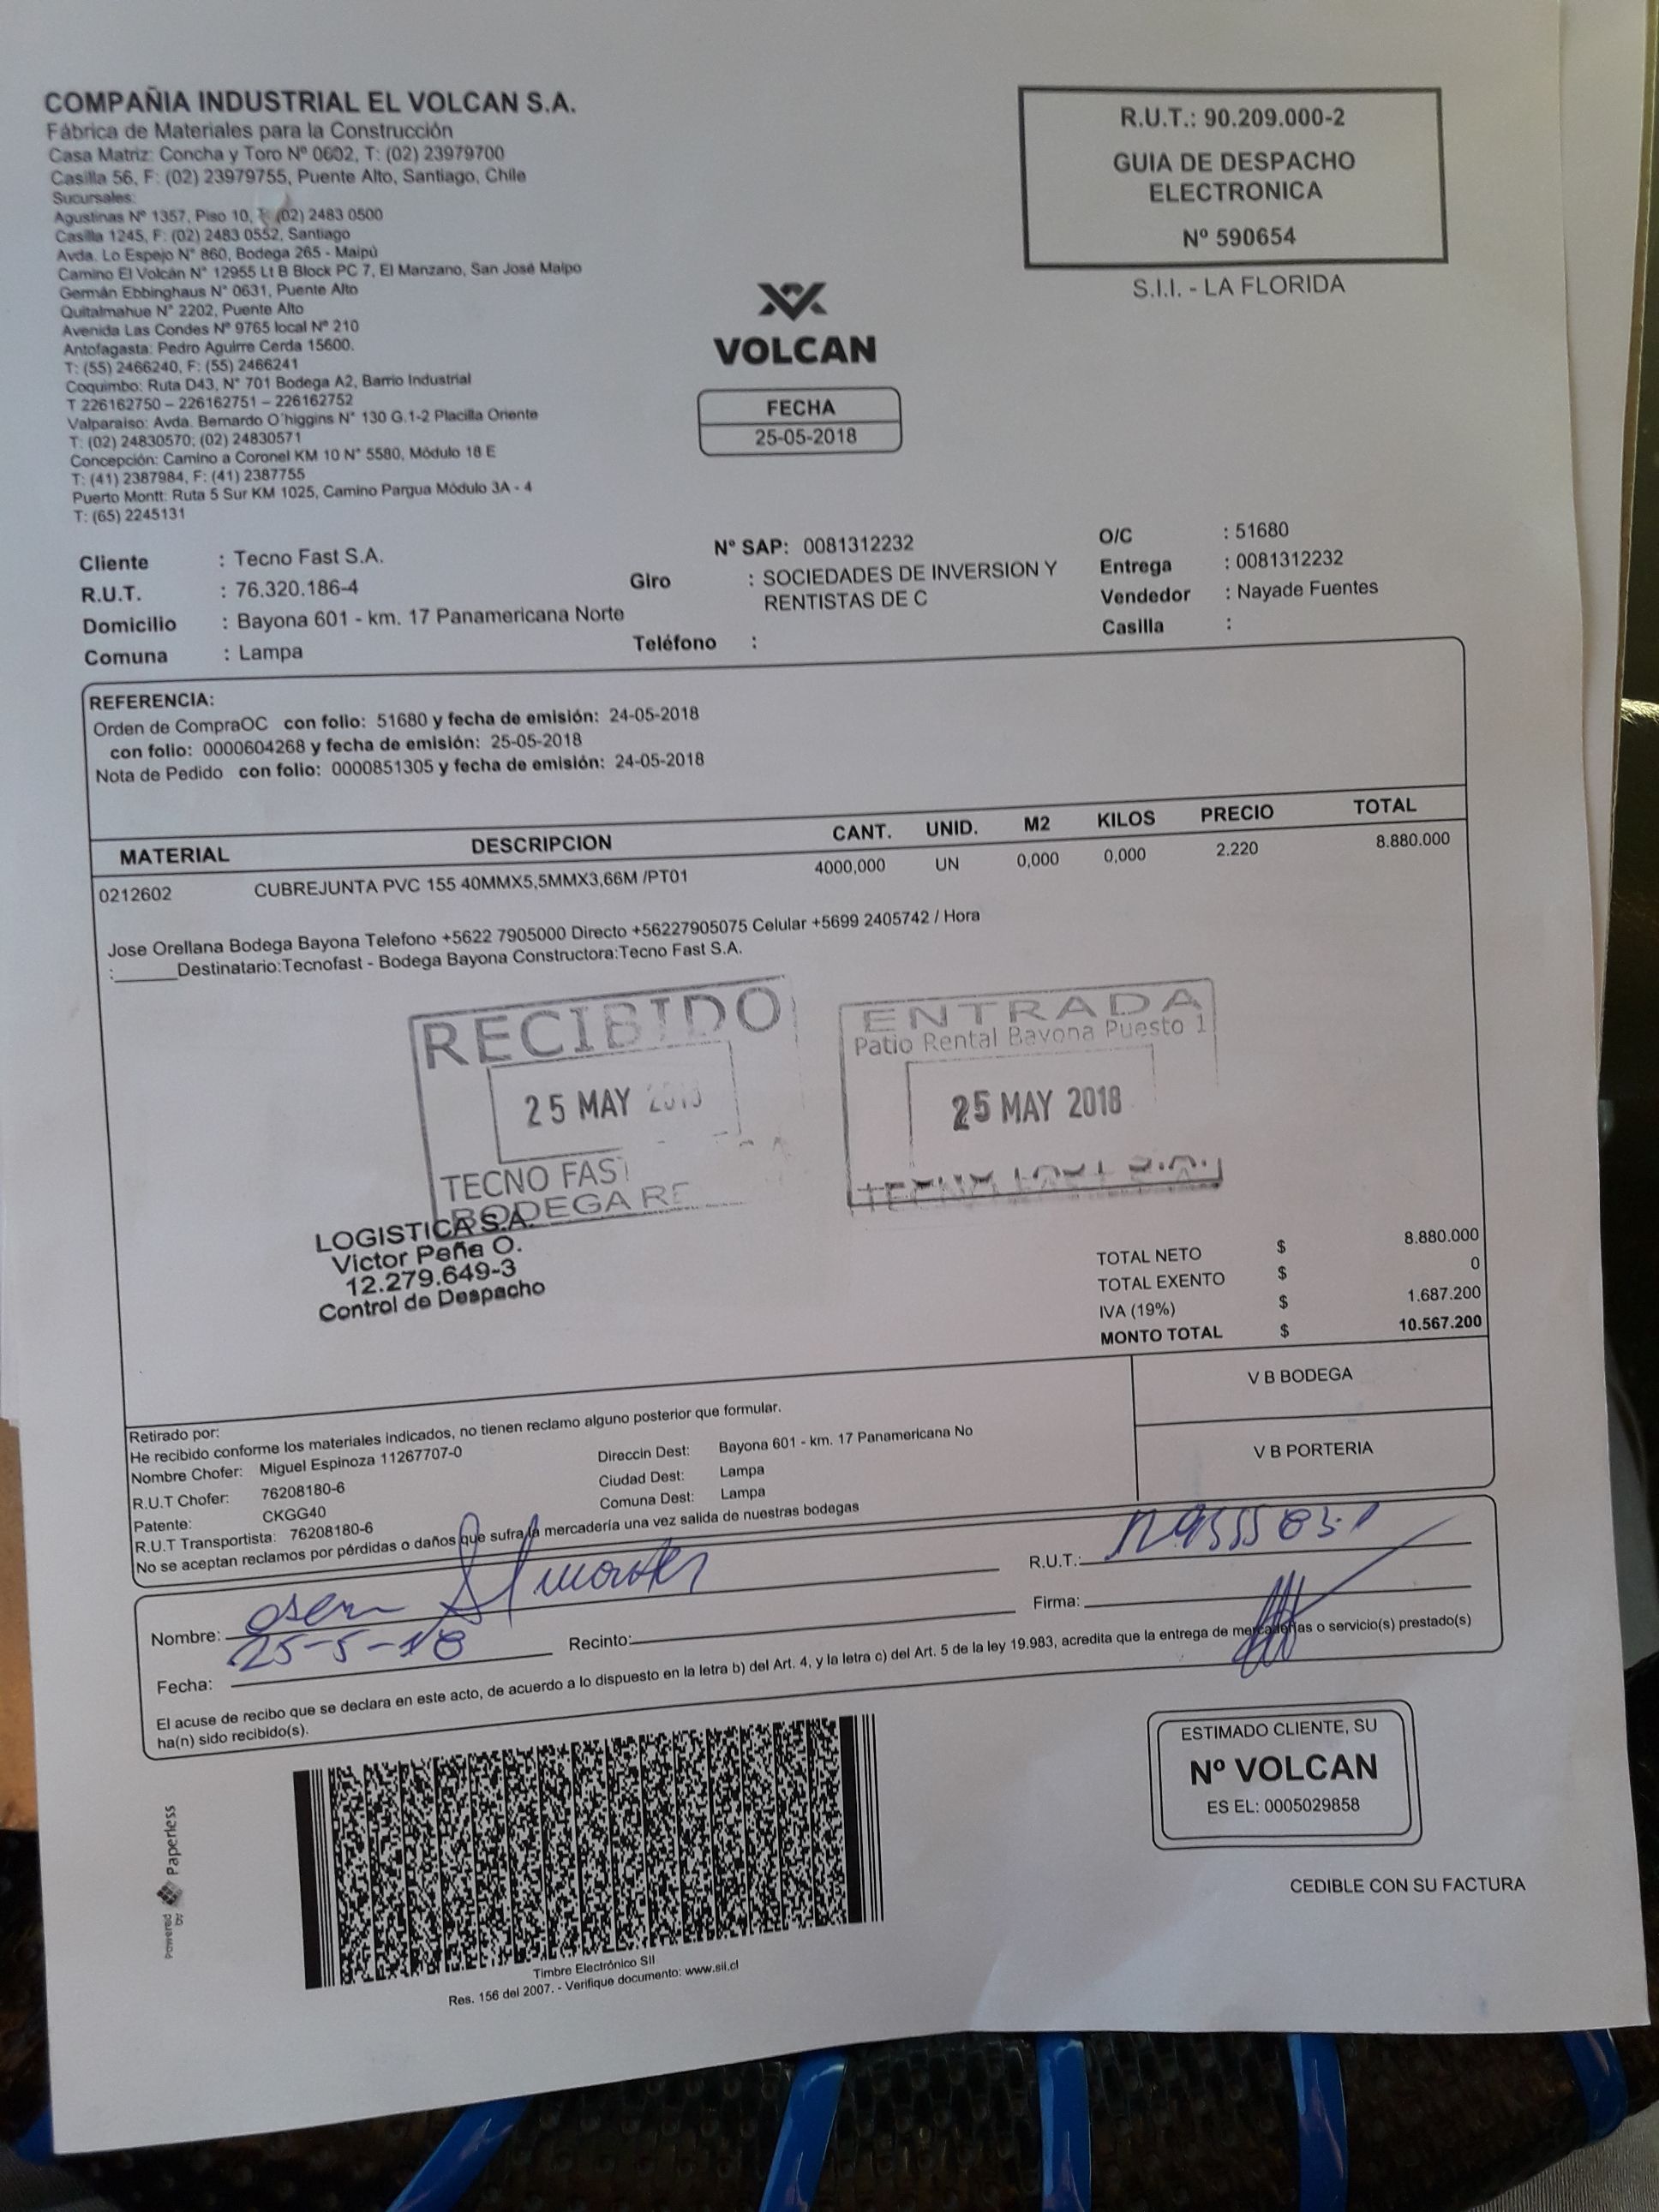 COMPAÑIA INDUSTRIAL EL VOLCAN S.A.
Fábrica de Materiales para la Construcción
Casa Matriz: Concha y Toro Nº 0602, T: (02) 23979700
Casilla 56, F: (02) 23979755, Puente Alto, Santiago, Chile
Sucursales:
Agustinas Nº 1357, Piso 10, T: (02) 2483 0500
Casilla 1245, F: (02) 2483 0552, Santiago
Avda. Lo Espejo N° 860, Bodega 265 - Maipú
Camino El Volcán N° 12955 Lt B Block PC 7, El Manzano, San José Maipo
Germán Ebbinghaus N° 0631, Puente Alto
Quitalmahue N° 2202, Puente Alto
Avenida Las Condes Nº 9765 local Nº 210
Antofagasta: Pedro Aguirre Cerda 15600.
T: (55) 2466240, F: (55) 2466241
Coquimbo: Ruta D43, N° 701 Bodega A2, Barrio Industrial
T 226162750 – 226162751 – 226162752
Valparaíso: Avda. Bernardo O´higgins N° 130 G.1-2 Placilla Oriente
T: (02) 24830570; (02) 24830571
Concepción: Camino a Coronel KM 10 N° 5580, Módulo 18 E
T: (41) 2387984, F: (41) 2387755
Puerto Montt: Ruta 5 Sur KM 1025, Camino Pargua Módulo 3A - 4
T: (65) 2245131
R.U.T.: 90.209.000-2
GUIA DE DESPACHO
ELECTRONICA
Nº 590654
S.I.I. - LA FLORIDA
VOLCAN
FECHA
25-05-2018
Nº SAP: 0081312232
Cliente : Tecno Fast S.A.
R.U.T. : 76.320.186-4
Domicilio : Bayona 601 - km. 17 Panamericana Norte
Comuna : Lampa
Giro : SOCIEDADES DE INVERSION Y
RENTISTAS DE C
Teléfono :
O/C : 51680
Entrega : 0081312232
Vendedor : Nayade Fuentes
Casilla :
REFERENCIA:
Orden de CompraOC con folio: 51680 y fecha de emisión: 24-05-2018
con folio: 0000604268 y fecha de emisión: 25-05-2018
Nota de Pedido con folio: 0000851305 y fecha de emisión: 24-05-2018
MATERIAL DESCRIPCION CANT. UNID. M2 KILOS PRECIO TOTAL
0212602 CUBREJUNTA PVC 155 40MMX5,5MMX3,66M /PT01 4000,000 UN 0,000 0,000 2.220 8.880.000
Jose Orellana Bodega Bayona Telefono +5622 7905000 Directo +56227905075 Celular +5699 2405742 / Hora
:______Destinatario:Tecnofast - Bodega Bayona Constructora:Tecno Fast S.A.
RECIBIDO
25 MAY 2018
TECNO FAST
BODEGA RE
ENTRADA
Patio Rental Bayona Puesto 1
25 MAY 2018
LOGISTICA S.A.
Victor Peña O.
12.279.649-3
Control de Despacho
TOTAL NETO $ 8.880.000
TOTAL EXENTO $ 0
IVA (19%) $ 1.687.200
MONTO TOTAL $ 10.567.200
V B BODEGA
V B PORTERIA
Retirado por:
He recibido conforme los materiales indicados, no tienen reclamo alguno posterior que formular.
Nombre Chofer: Miguel Espinoza 11267707-0
R.U.T Chofer: 76208180-6
Patente: CKGG40
R.U.T Transportista: 76208180-6
Direccin Dest: Bayona 601 - km. 17 Panamericana No
Ciudad Dest: Lampa
Comuna Dest: Lampa
No se aceptan reclamos por pérdidas o daños que sufra la mercadería una vez salida de nuestras bodegas
Nombre:
R.U.T.:
Fecha: 25-5-18
Recinto:
Firma:
El acuse de recibo que se declara en este acto, de acuerdo a lo dispuesto en la letra b) del Art. 4, y la letra c) del Art. 5 de la ley 19.983, acredita que la entrega de mercaderías o servicio(s) prestado(s)
ha(n) sido recibido(s).
Powered by Paperless
Timbre Electrónico SII
Res. 156 del 2007. - Verifique documento: www.sii.cl
ESTIMADO CLIENTE, SU
Nº VOLCAN
ES EL: 0005029858
CEDIBLE CON SU FACTURA